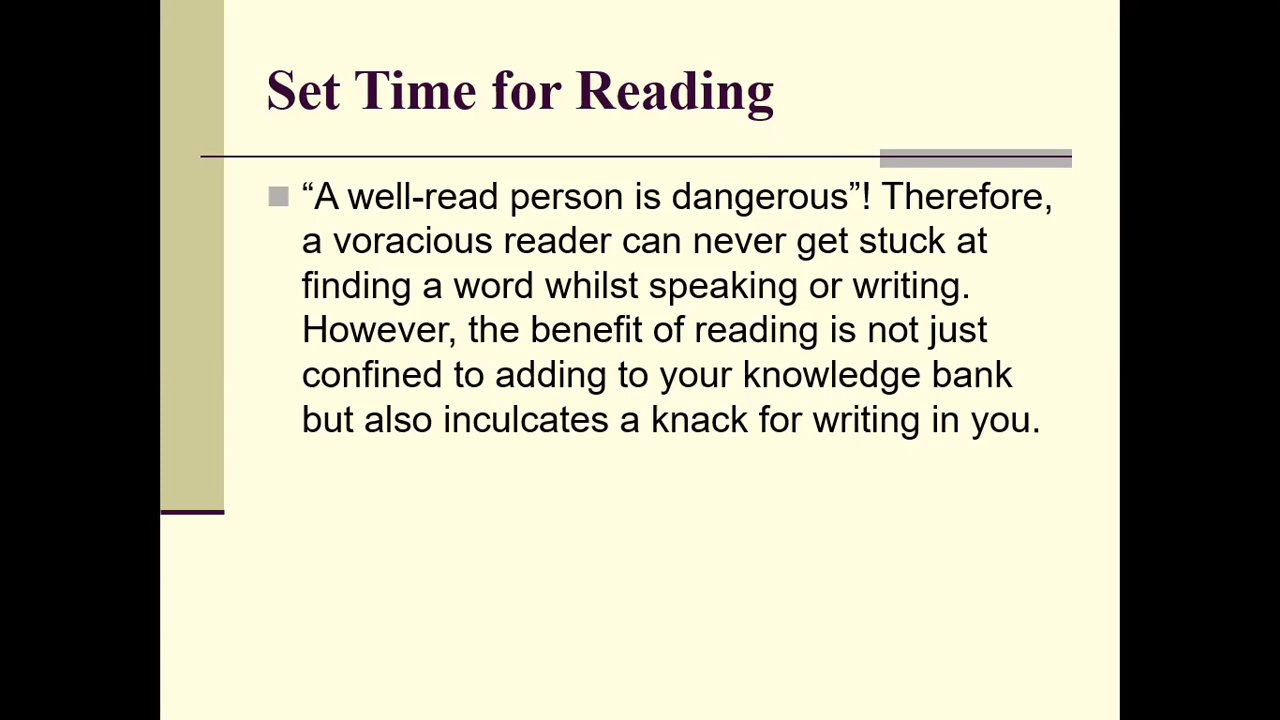 Set Time for Reading
“A well-read person is dangerous”! Therefore,
a voracious reader can never get stuck at
finding a word whilst speaking or writing.
However, the benefit of reading is not just
confined to adding to your knowledge bank
but also inculcates a knack for writing in you.